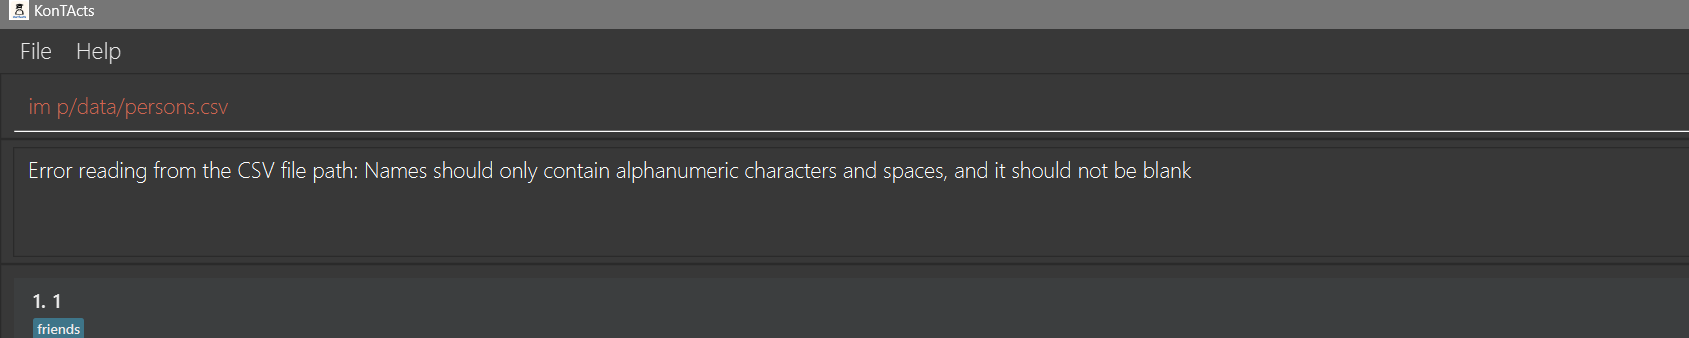 KonTActs
File Help
im p/data/persons.csv
Error reading from the CSV file path: Names should only contain alphanumeric characters and spaces, and it should not be blank
1. 1
friends